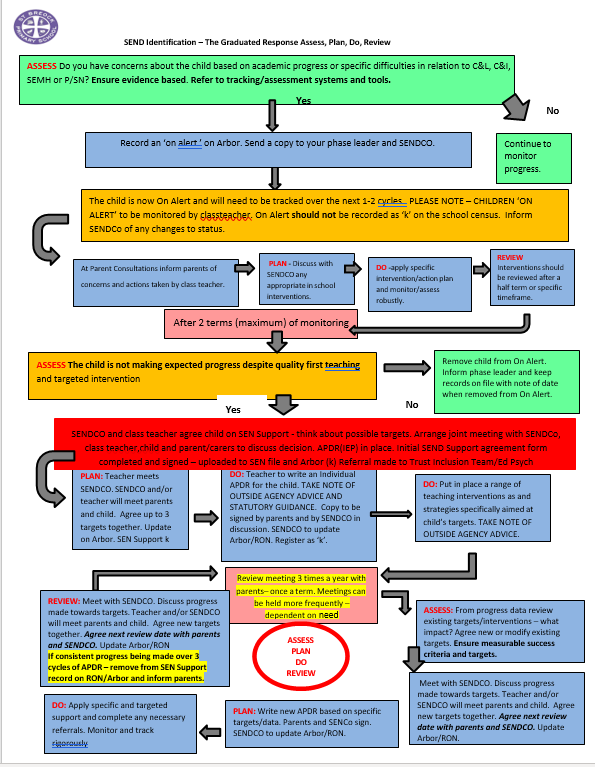 ST BREOCK
PRIMARY SCHOOL
SEND Identification – The Graduated Response Assess, Plan, Do, Review
ASSESS Do you have concerns about the child based on academic progress or specific difficulties in relation to C&L, C&I,
SEMH or P/SN? Ensure evidence based. Refer to tracking/assessment systems and tools.
Yes
No
Record an ‘on alert.’ on Arbor. Send a copy to your phase leader and SENDCO.
Continue to
monitor
progress.
The child is now On Alert and will need to be tracked over the next 1-2 cycles.. PLEASE NOTE – CHILDREN ‘ON
ALERT’ to be monitored by classteacher. On Alert should not be recorded as ‘k’ on the school census. Inform
SENDCo of any changes to status.
At Parent Consultations inform parents of
concerns and actions taken by class teacher.
PLAN - Discuss with
SENDCO any
appropriate in school
interventions.
DO -apply specific
intervention/action plan
and monitor/assess
robustly.
REVIEW
Interventions should
be reviewed after a
half term or specific
timeframe.
After 2 terms (maximum) of monitoring
ASSESS The child is not making expected progress despite quality first teaching
and targeted intervention
Remove child from On Alert.
Inform phase leader and keep
records on file with note of date
when removed from On Alert.
Yes
No
SENDCO and class teacher agree child on SEN Support - think about possible targets. Arrange joint meeting with SENDCo,
class teacher,child and parent/carers to discuss decision. APDR(IEP) in place. Initial SEND Support agreement form
completed and signed – uploaded to SEN file and Arbor (k) Referral made to Trust Inclusion Team/Ed Psych
PLAN: Teacher meets
SENDCO. SENDCO and/or
teacher will meet parents
and child. Agree up to 3
targets together. Update
on Arbor. SEN Support k
DO: Teacher to write an Individual
APDR for the child. TAKE NOTE OF
OUTSIDE AGENCY ADVICE AND
STATUTORY GUIDANCE. Copy to be
signed by parents and by SENDCO in
discussion. SENDCO to update
Arbor/RON. Register as ‘k’.
DO: Put in place a range of
teaching interventions as and
strategies specifically aimed at
child’s targets. TAKE NOTE OF
OUTSIDE AGENCY ADVICE.
Review meeting 3 times a year with
parents– once a term. Meetings can
be held more frequently –
dependent on need
REVIEW: Meet with SENDCO. Discuss progress
made towards targets. Teacher and/or SENDCO
will meet parents and child. Agree new targets
together. Agree next review date with parents
and SENDCO. Update Arbor/RON
If consistent progress being made over 3
cycles of APDR – remove from SEN Support
record on RON/Arbor and inform parents.
ASSESS
PLAN
DO
REVIEW
ASSESS: From progress data review
existing targets/interventions – what
impact? Agree new or modify existing
targets. Ensure measurable success
criteria and targets.
Meet with SENDCO. Discuss progress
made towards targets. Teacher and/or
SENDCO will meet parents and child. Agree
new targets together. Agree next review
date with parents and SENDCO. Update
Arbor/RON.
DO: Apply specific and targeted
support and complete any necessary
referrals. Monitor and track
rigorously
PLAN: Write new APDR based on specific
targets/data. Parents and SENCo sign.
SENDCO to update Arbor/RON.